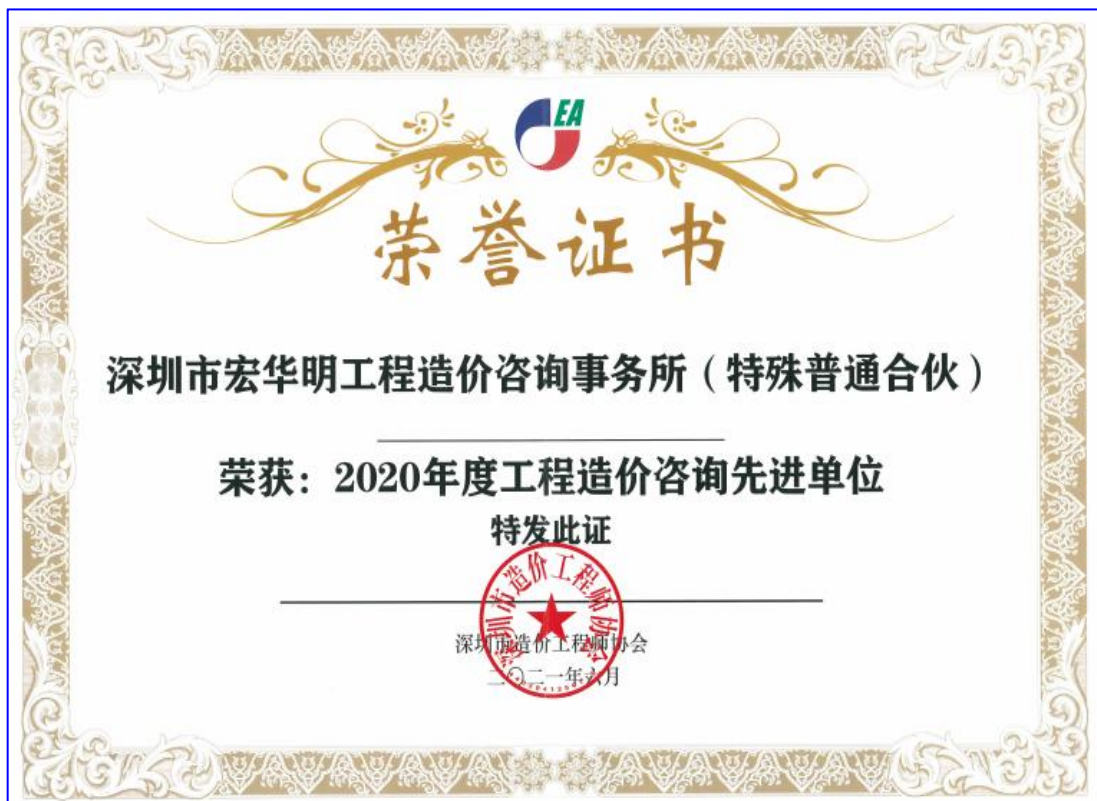 EA
荣誉证书
深圳市宏华明工程造价咨询事务所（特殊普通合伙）
荣获：2020年度工程造价咨询先进单位
特发此证
深圳市造价工程师协会
深圳市造价工程师协会
二〇二一年六月